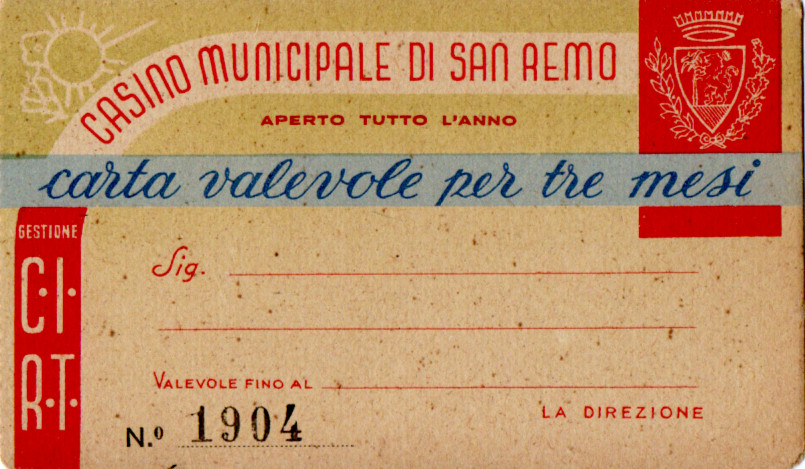 CASINO MUNICIPALE DI SAN REMO
APERTO TUTTO L'ANNO
carta valevole per tre mesi
GESTIONE
C·I·
R·T·
Sig.
VALEVOLE FINO AL
LA DIREZIONE
N.º 1904